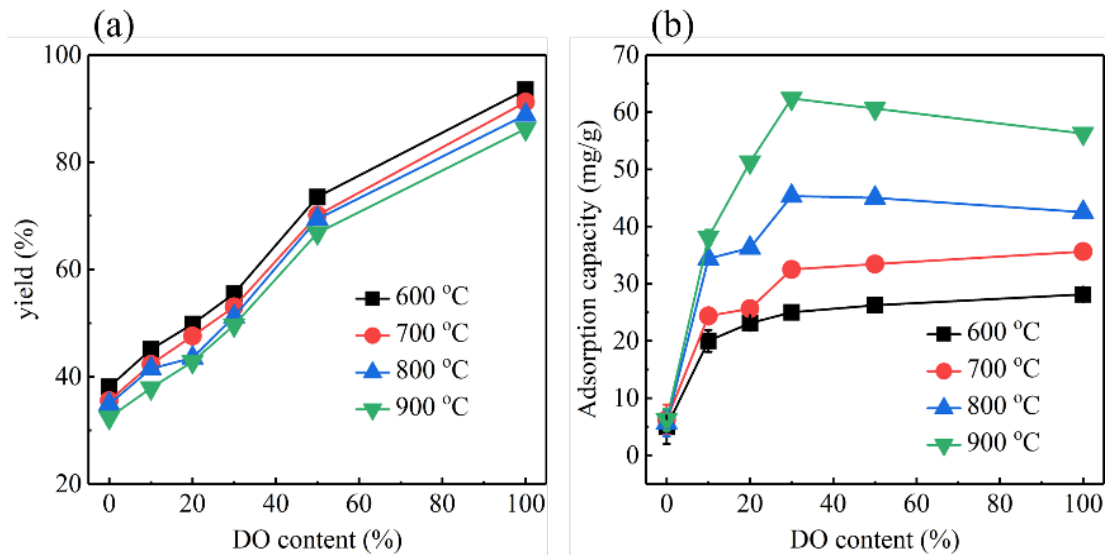 (a)
100
80
60
40
20
yield (%)
600 °C
700 °C
800 °C
900 °C
0 20 40 60 80 100
DO content (%)
(b)
70
60
50
40
30
20
10
0
Adsorption capacity (mg/g)
600 °C
700 °C
800 °C
900 °C
0 20 40 60 80 100
DO content (%)